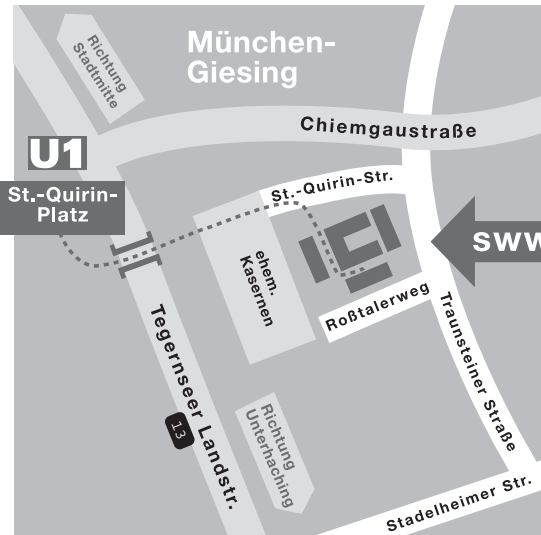 Richtung
Stadtmitte
München-
Giesing
Chiemgaustraße
U1
St.-Quirin-
Platz
St.-Quirin-Str.
SWW
ehem.
Kasernen
Roßtalerweg
Tegernseer Landstr.
13
Traunsteiner Straße
Richtung
Unterhaching
Stadelheimer Str.